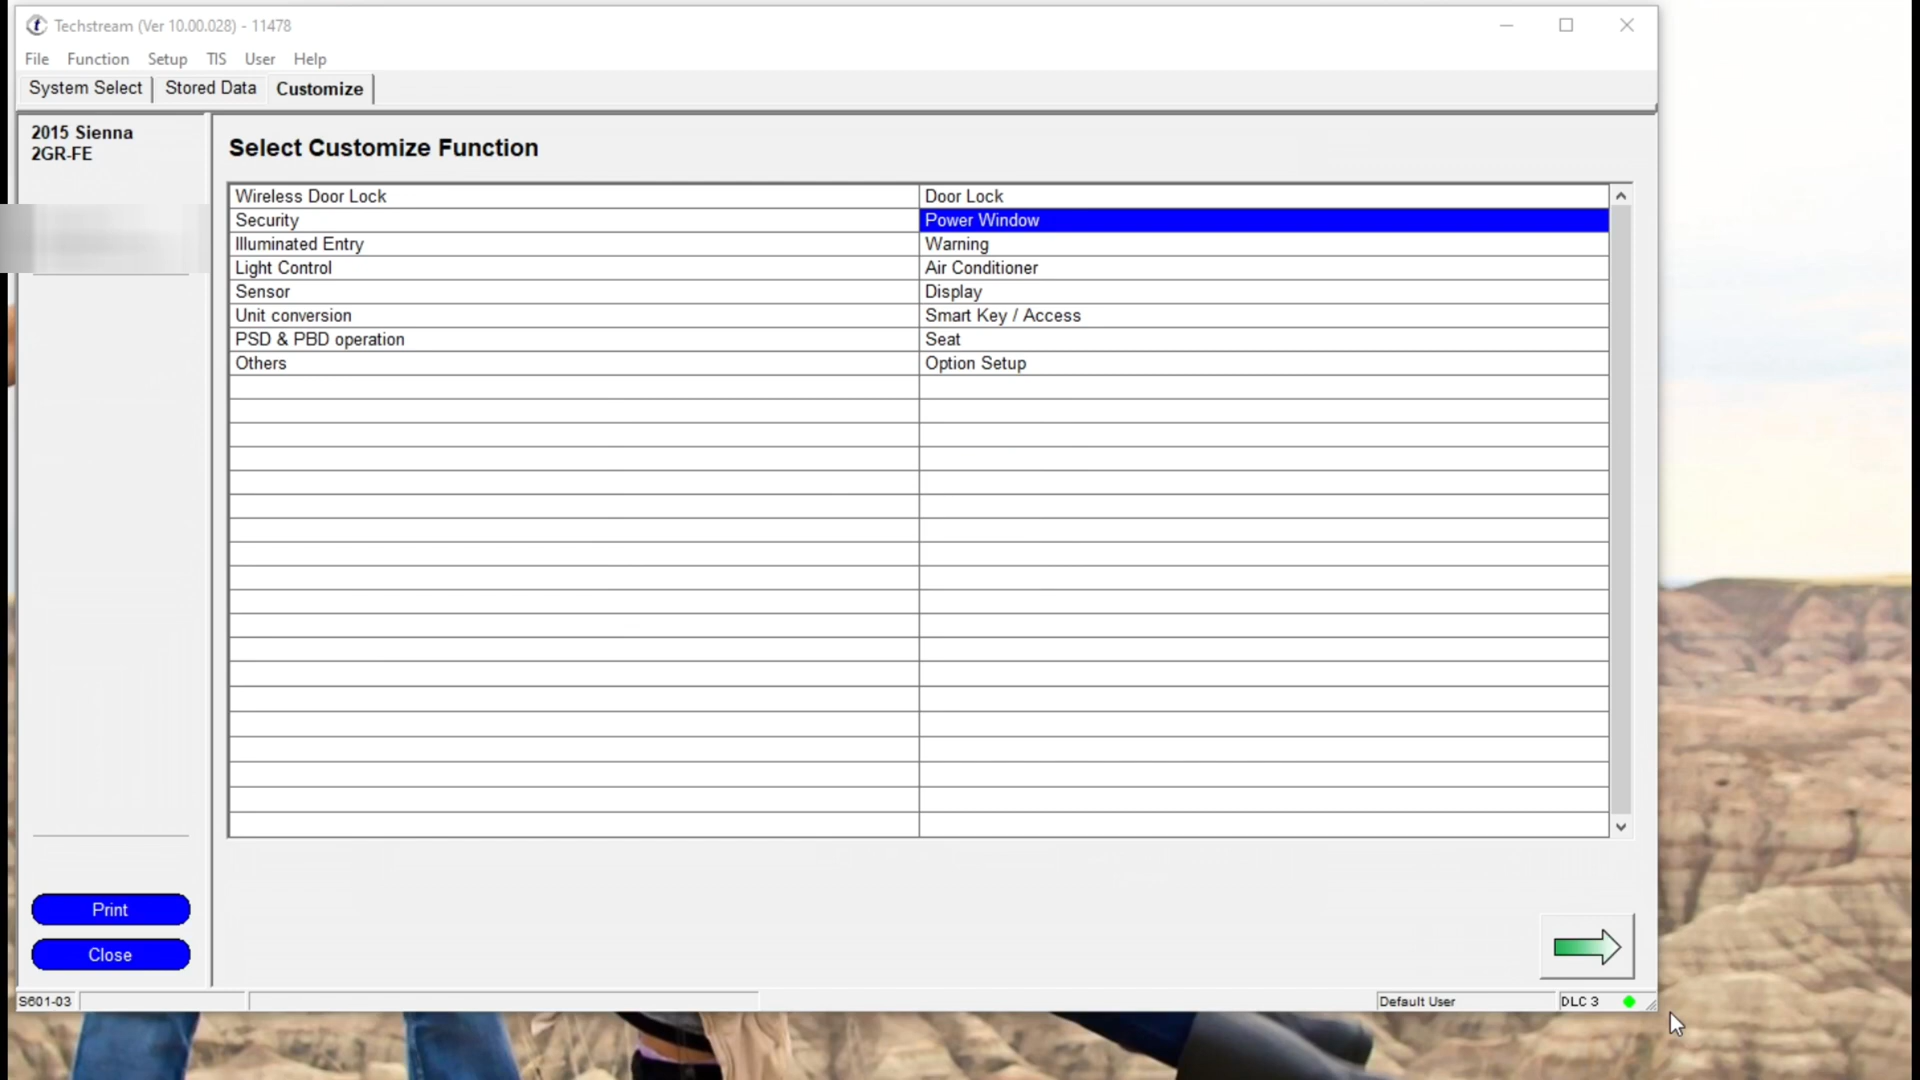 Techstream (Ver 10.00.028) - 11478
File Function Setup TIS User Help
System Select Stored Data Customize
2015 Sienna
2GR-FE
Select Customize Function
Wireless Door Lock Door Lock
Security Power Window
Illuminated Entry Warning
Light Control Air Conditioner
Sensor Display
Unit conversion Smart Key / Access
PSD & PBD operation Seat
Others Option Setup
Print
Close
S601-03 Default User DLC 3